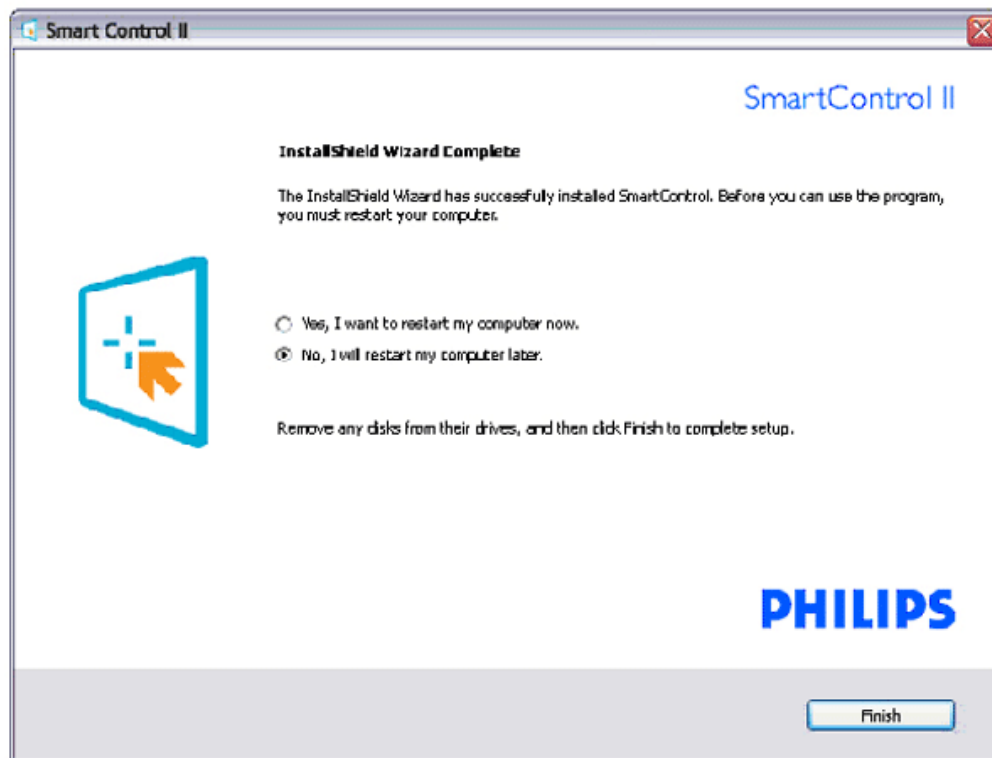 Smart Control II
SmartControl II
InstallShield Wizard Complete
The InstallShield Wizard has successfully installed SmartControl. Before you can use the program,
you must restart your computer.
Yes, I want to restart my computer now.
No, I will restart my computer later.
Remove any disks from their drives, and then click Finish to complete setup.
PHILIPS
Finish